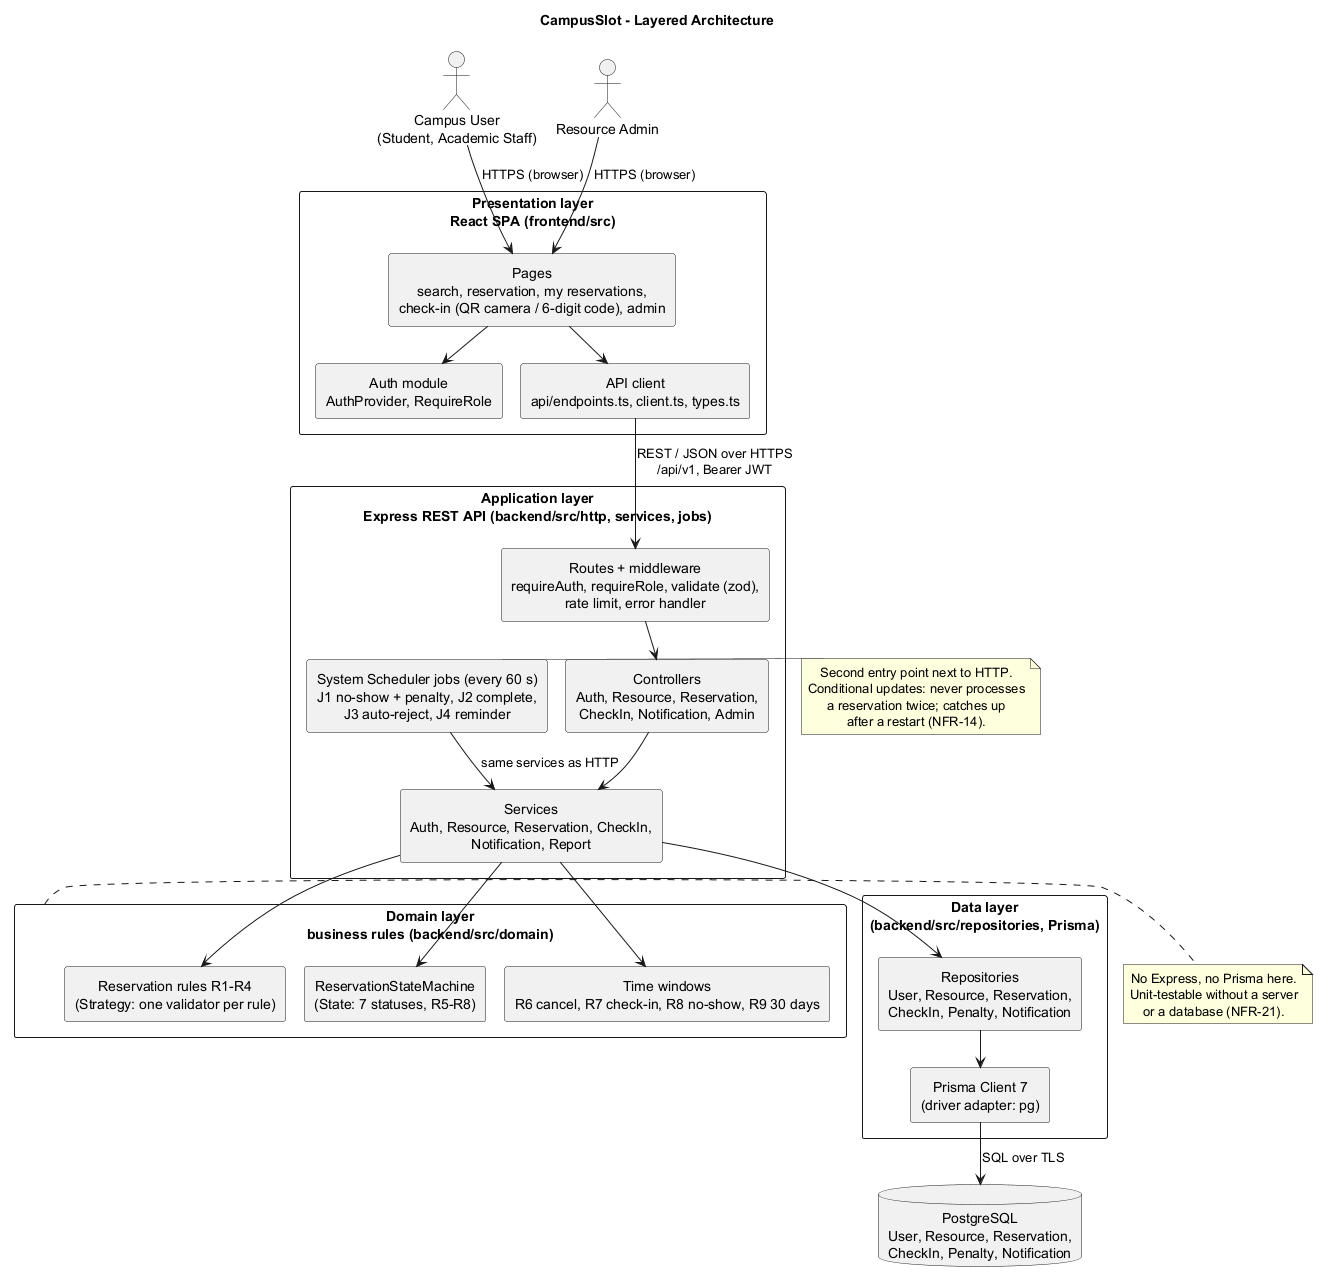 CampusSlot - Layered Architecture
Campus User
(Student, Academic Staff)
Resource Admin
HTTPS (browser)
HTTPS (browser)
Presentation layer
React SPA (frontend/src)
Pages
search, reservation, my reservations,
check-in (QR camera / 6-digit code), admin
Auth module
AuthProvider, RequireRole
API client
api/endpoints.ts, client.ts, types.ts
REST / JSON over HTTPS
/api/v1, Bearer JWT
Application layer
Express REST API (backend/src/http, services, jobs)
Routes + middleware
requireAuth, requireRole, validate (zod),
rate limit, error handler
System Scheduler jobs (every 60 s)
J1 no-show + penalty, J2 complete,
J3 auto-reject, J4 reminder
Controllers
Auth, Resource, Reservation,
CheckIn, Notification, Admin
Second entry point next to HTTP.
Conditional updates: never processes
a reservation twice; catches up
after a restart (NFR-14).
same services as HTTP
Services
Auth, Resource, Reservation, CheckIn,
Notification, Report
Domain layer
business rules (backend/src/domain)
Reservation rules R1-R4
(Strategy: one validator per rule)
ReservationStateMachine
(State: 7 statuses, R5-R8)
Time windows
R6 cancel, R7 check-in, R8 no-show, R9 30 days
Data layer
(backend/src/repositories, Prisma)
Repositories
User, Resource, Reservation,
CheckIn, Penalty, Notification
Prisma Client 7
(driver adapter: pg)
No Express, no Prisma here.
Unit-testable without a server
or a database (NFR-21).
SQL over TLS
PostgreSQL
User, Resource, Reservation,
CheckIn, Penalty, Notification